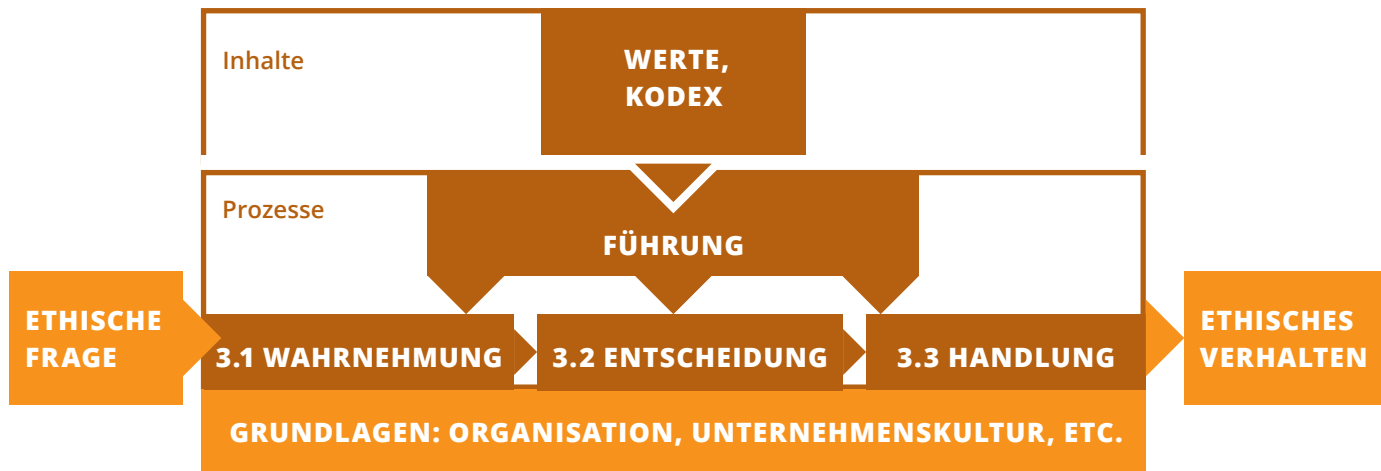 Inhalte
WERTE,
KODEX
Prozesse
FÜHRUNG
ETHISCHE
FRAGE
3.1 WAHRNEHMUNG
3.2 ENTSCHEIDUNG
3.3 HANDLUNG
ETHISCHES
VERHALTEN
GRUNDLAGEN: ORGANISATION, UNTERNEHMENSKULTUR, ETC.